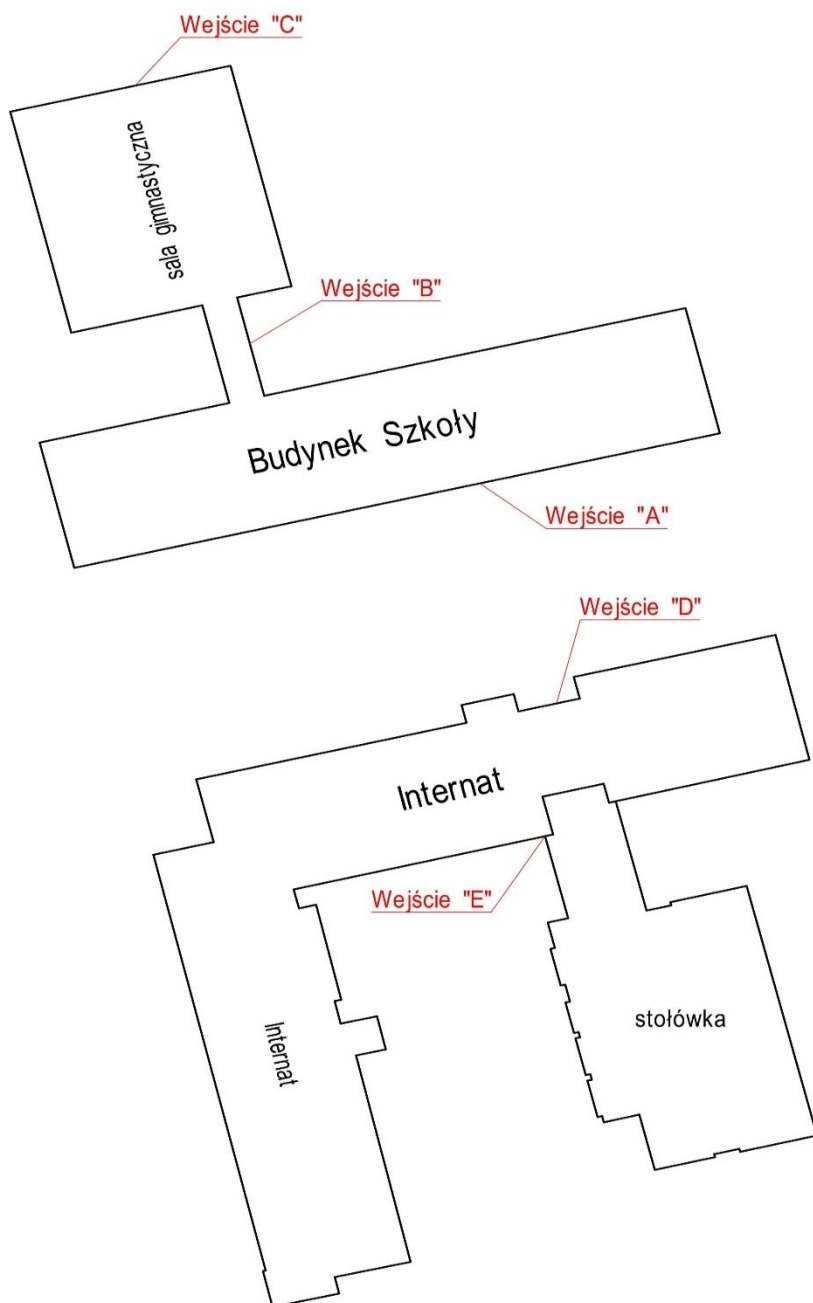 Wejście "C"
sala gimnastyczna
Wejście "B"
Budynek Szkoły
Wejście "A"
Wejście "D"
Internat
Wejście "E"
Internat
stołówka